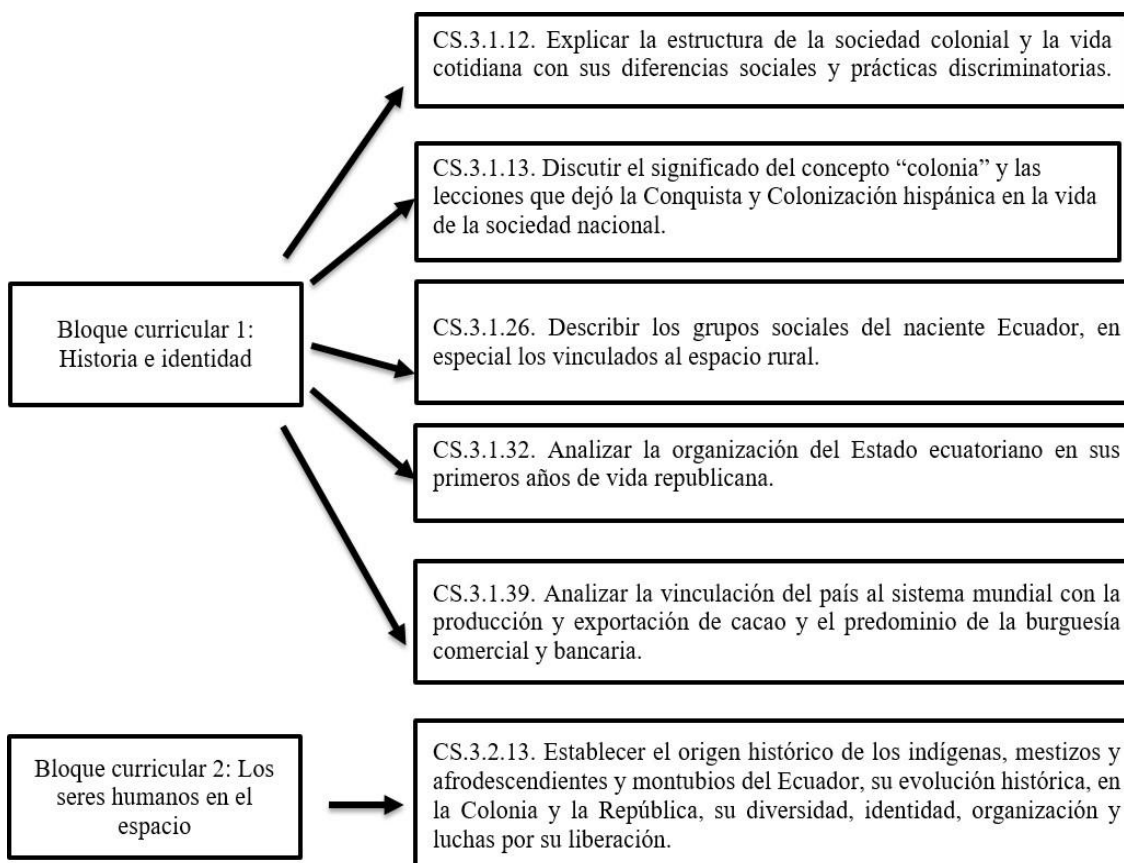 CS.3.1.12. Explicar la estructura de la sociedad colonial y la vida
cotidiana con sus diferencias sociales y prácticas discriminatorias.
CS.3.1.13. Discutir el significado del concepto “colonia” y las
lecciones que dejó la Conquista y Colonización hispánica en la vida
de la sociedad nacional.
Bloque curricular 1:
Historia e identidad
CS.3.1.26. Describir los grupos sociales del naciente Ecuador, en
especial los vinculados al espacio rural.
CS.3.1.32. Analizar la organización del Estado ecuatoriano en sus
primeros años de vida republicana.
CS.3.1.39. Analizar la vinculación del país al sistema mundial con la
producción y exportación de cacao y el predominio de la burguesía
comercial y bancaria.
Bloque curricular 2: Los
seres humanos en el
espacio
CS.3.2.13. Establecer el origen histórico de los indígenas, mestizos y
afrodescendientes y montubios del Ecuador, su evolución histórica, en
la Colonia y la República, su diversidad, identidad, organización y
luchas por su liberación.